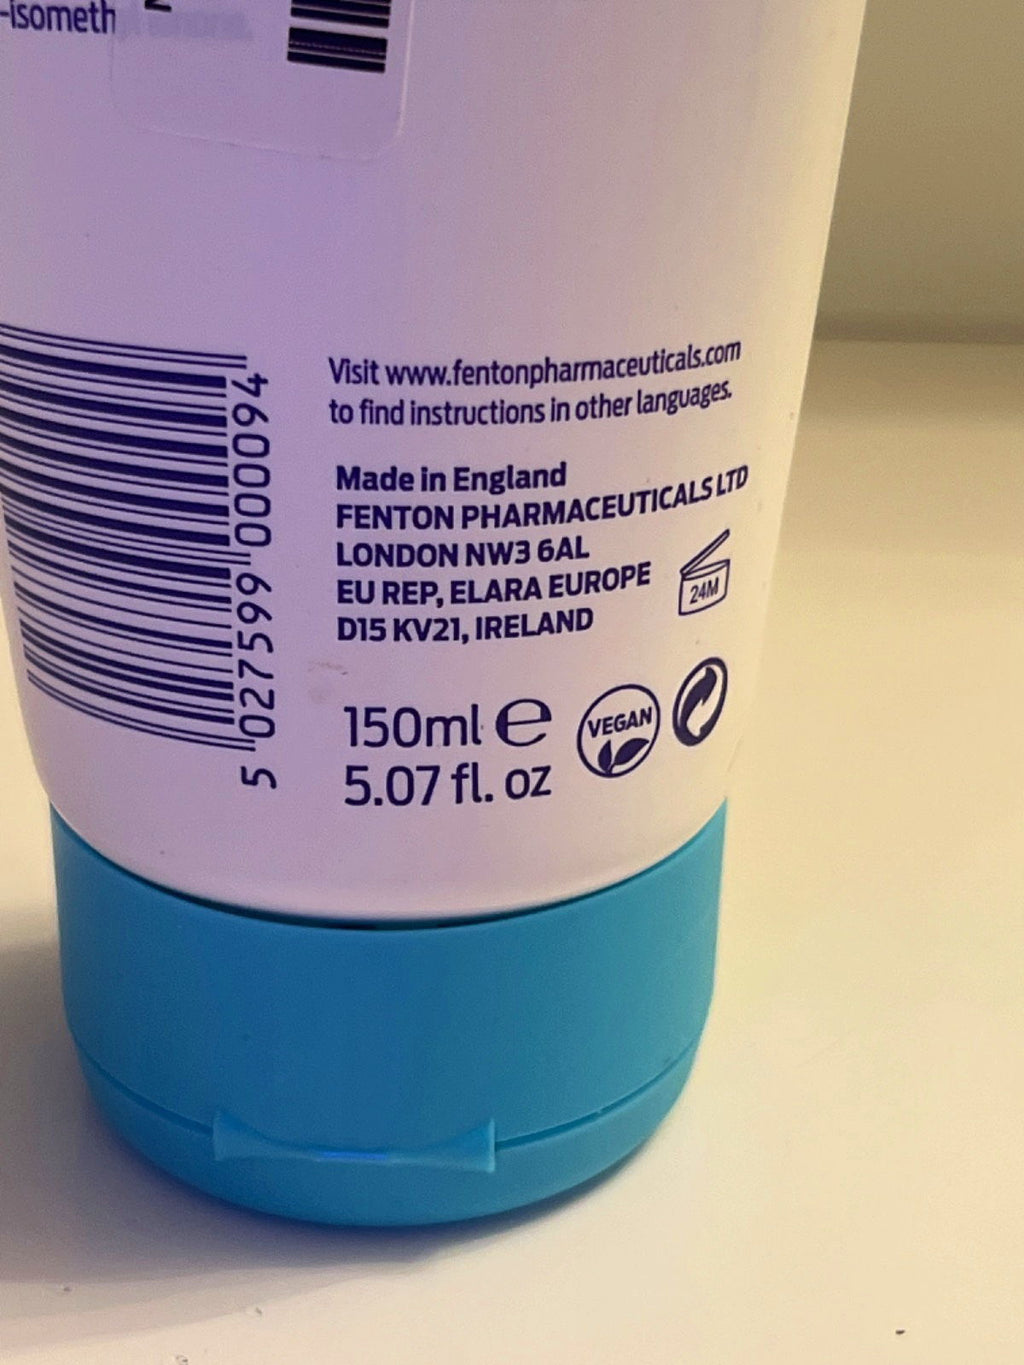 -isometh
5 027599 000094
Visit www.fentonpharmaceuticals.com
to find instructions in other languages.
Made in England
FENTON PHARMACEUTICALS LTD
LONDON NW3 6AL
EU REP, ELARA EUROPE
D15 KV21, IRELAND
24M
150ml e
5.07 fl. oz
VEGAN